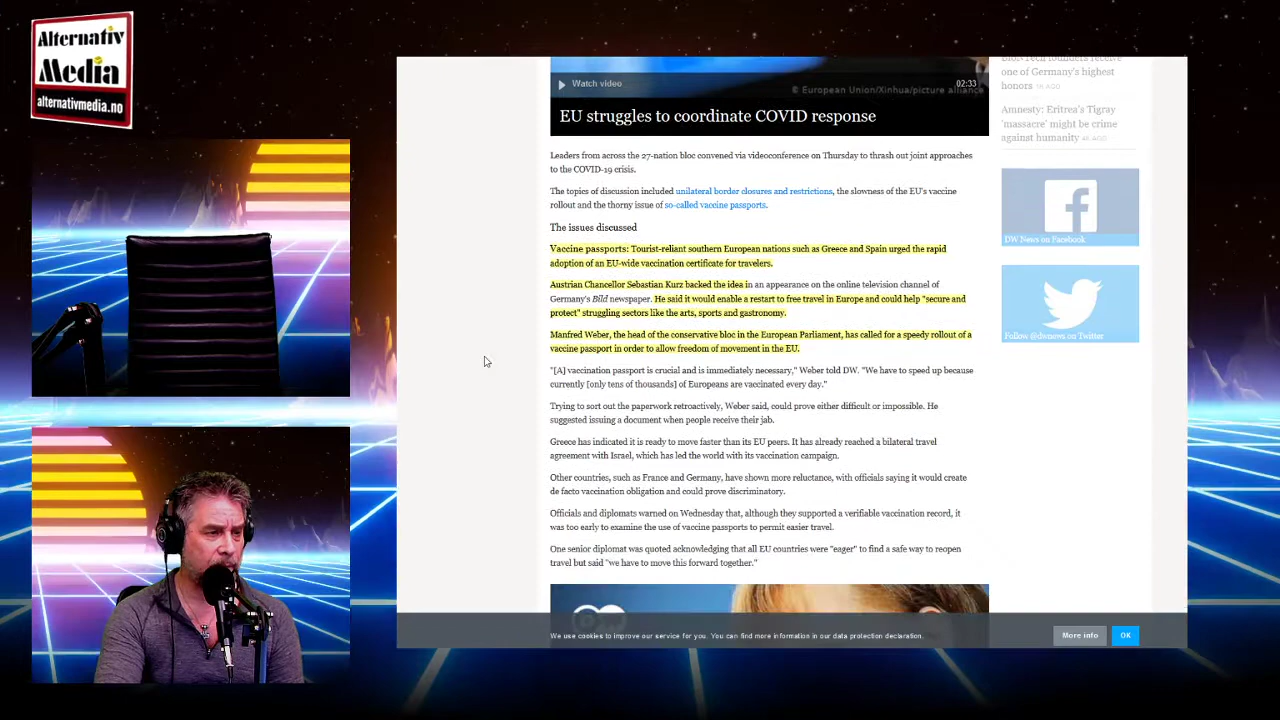 Alternativ
Media
alternativmedia.no
Watch video
02:33
© European Union/Xinhua/picture alliance
EU struggles to coordinate COVID response
Leaders from across the 27-nation bloc convened via videoconference on Thursday to thrash out joint approaches
to the COVID-19 crisis.
The topics of discussion included unilateral border closures and restrictions, the slowness of the EU's vaccine
rollout and the thorny issue of so-called vaccine passports.
The issues discussed
Vaccine passports: Tourist-reliant southern European nations such as Greece and Spain urged the rapid
adoption of an EU-wide vaccination certificate for travelers.
Austrian Chancellor Sebastian Kurz backed the idea in an appearance on the online television channel of
Germany's Bild newspaper. He said it would enable a restart to free travel in Europe and could help "secure and
protect" struggling sectors like the arts, sports and gastronomy.
Manfred Weber, the head of the conservative bloc in the European Parliament, has called for a speedy rollout of a
vaccine passport in order to allow freedom of movement in the EU.
"[A] vaccination passport is crucial and is immediately necessary," Weber told DW. "We have to speed up because
currently [only tens of thousands] of Europeans are vaccinated every day."
Trying to sort out the paperwork retroactively, Weber said, could prove either difficult or impossible. He
suggested issuing a document when people receive their jab.
Greece has indicated it is ready to move faster than its EU peers. It has already reached a bilateral travel
agreement with Israel, which has led the world with its vaccination campaign.
Other countries, such as France and Germany, have shown more reluctance, with officials saying it would create
de facto vaccination obligation and could prove discriminatory.
Officials and diplomats warned on Wednesday that, although they supported a verifiable vaccination record, it
was too early to examine the use of vaccine passports to permit easier travel.
One senior diplomat was quoted acknowledging that all EU countries were "eager" to find a safe way to reopen
travel but said "we have to move this forward together."
BioNTech founders receive
one of Germany's highest
honors 1H AGO
Amnesty: Eritrea's Tigray
'massacre' might be crime
against humanity 4H AGO
DW News on Facebook
Follow @dwnews on Twitter
We use cookies to improve our service for you. You can find more information in our data protection declaration.
More info
OK